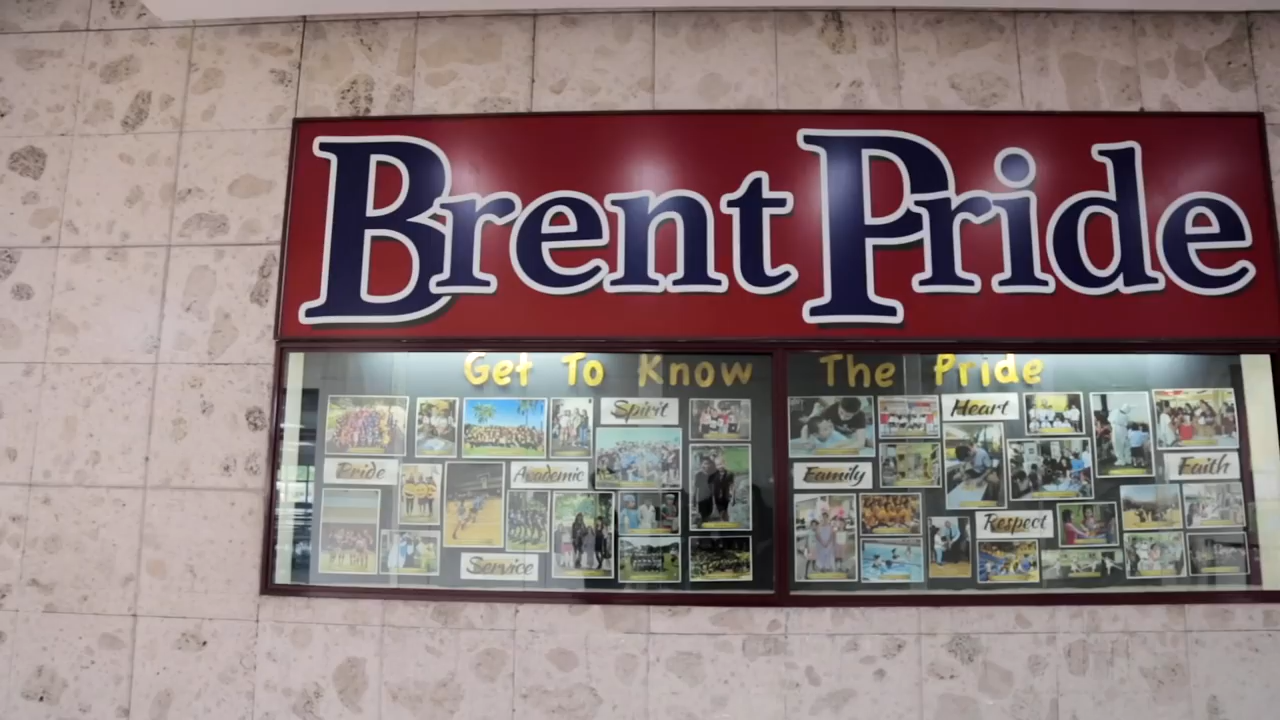 Brent Pride
Get To Know The Pride
Spirit
Heart
Pride
Academic
Family
Faith
Respect
Service